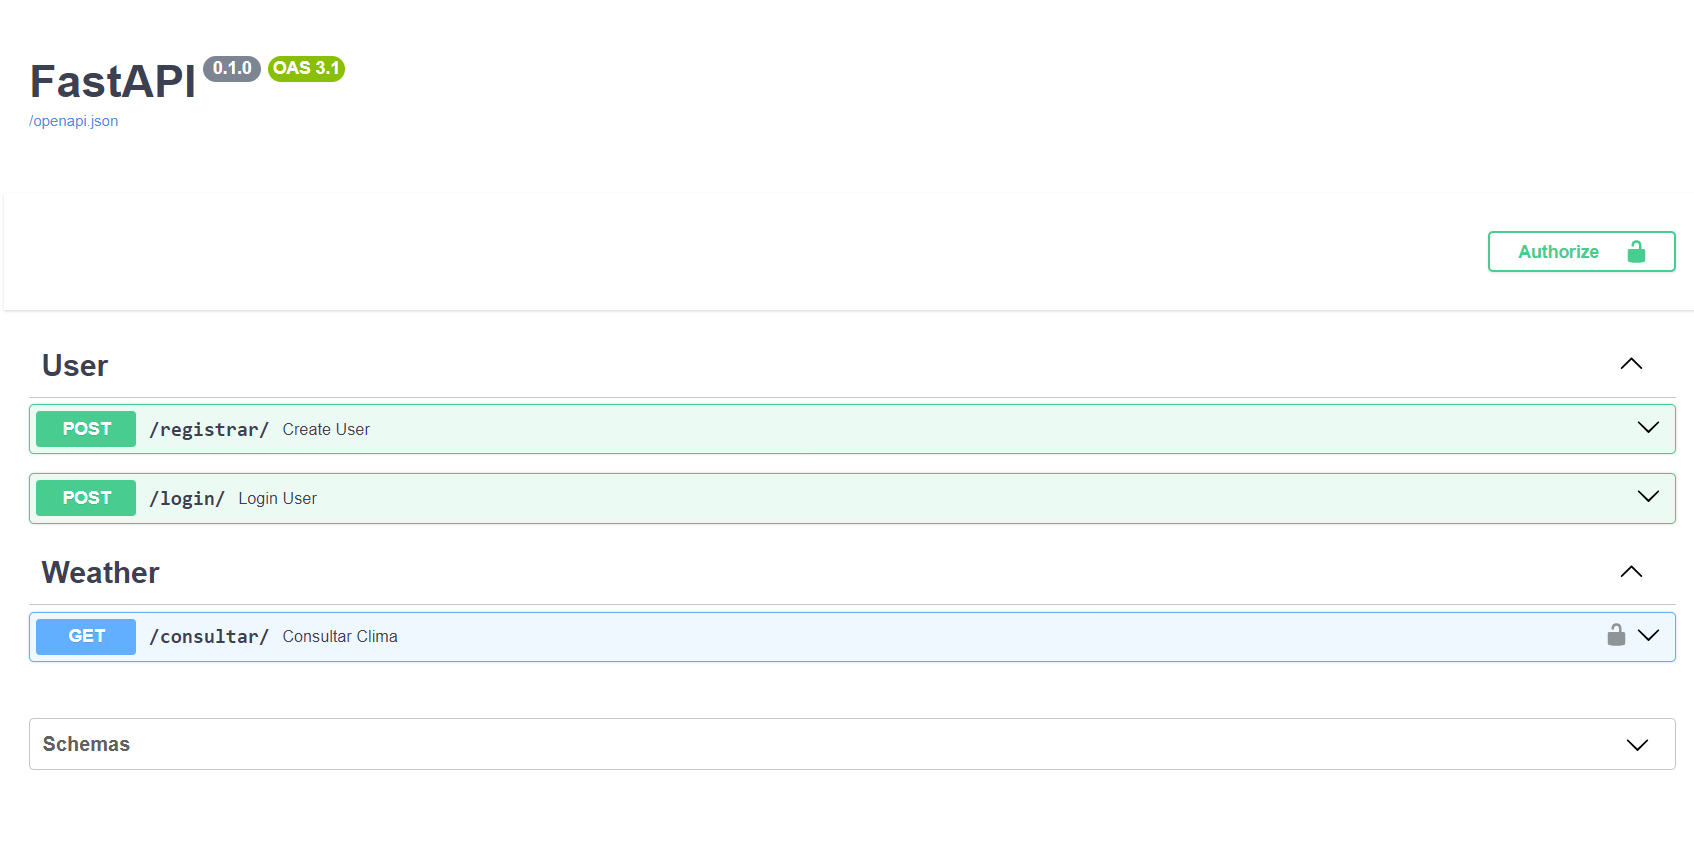 FastAPI 0.1.0 OAS 3.1
/openapi.json
Authorize
User
POST /registrar/ Create User
POST /login/ Login User
Weather
GET /consultar/ Consultar Clima
Schemas